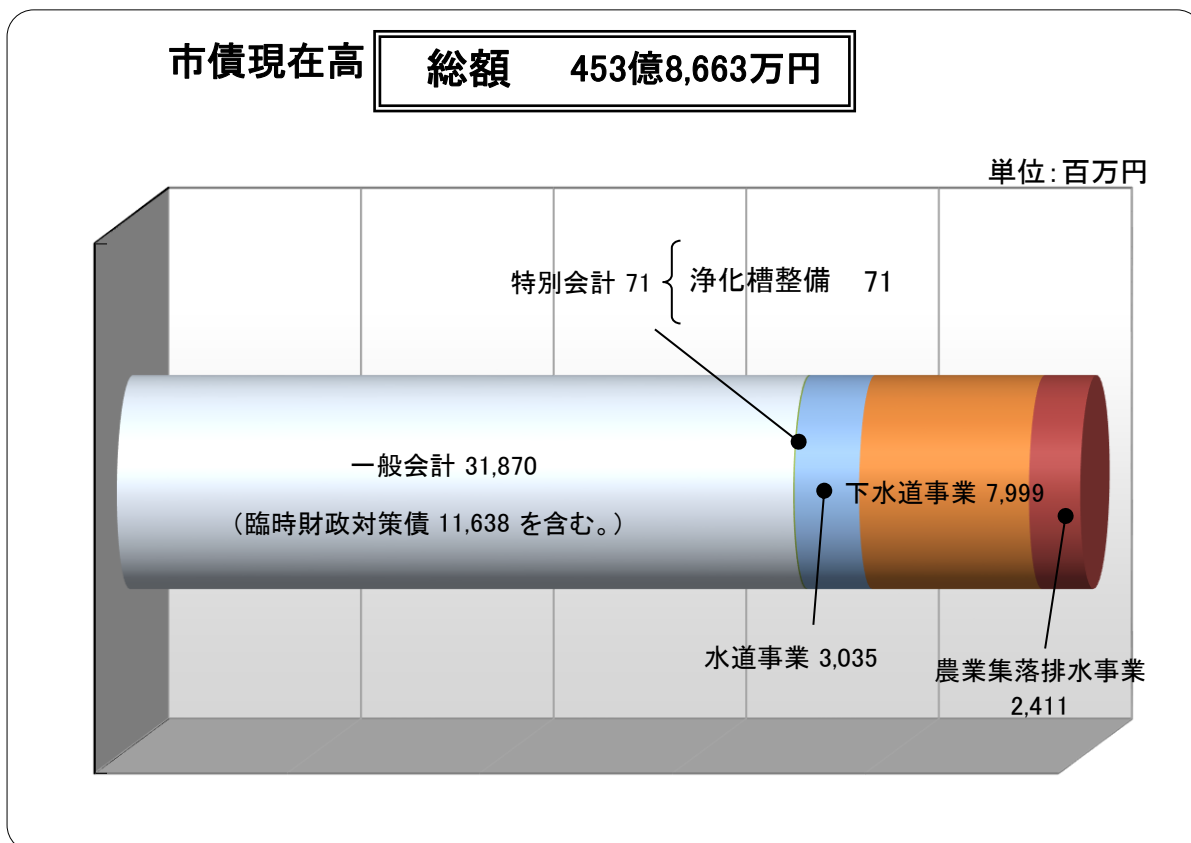 市債現在高
総額 453億8,663万円
単位：百万円
特別会計 71
浄化槽整備 71
一般会計 31,870
（臨時財政対策債 11,638 を含む。）
下水道事業 7,999
水道事業 3,035
農業集落排水事業
2,411